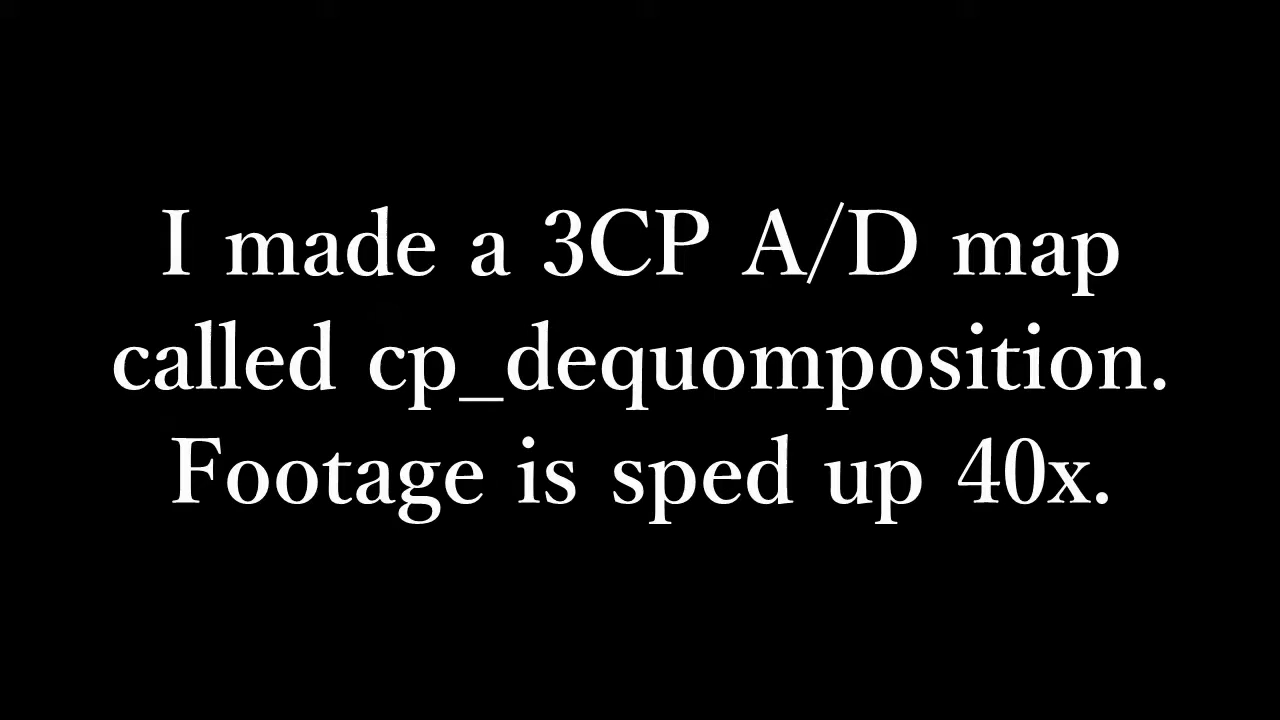 I made a 3CP A/D map
called cp_dequomposition.
Footage is sped up 40x.